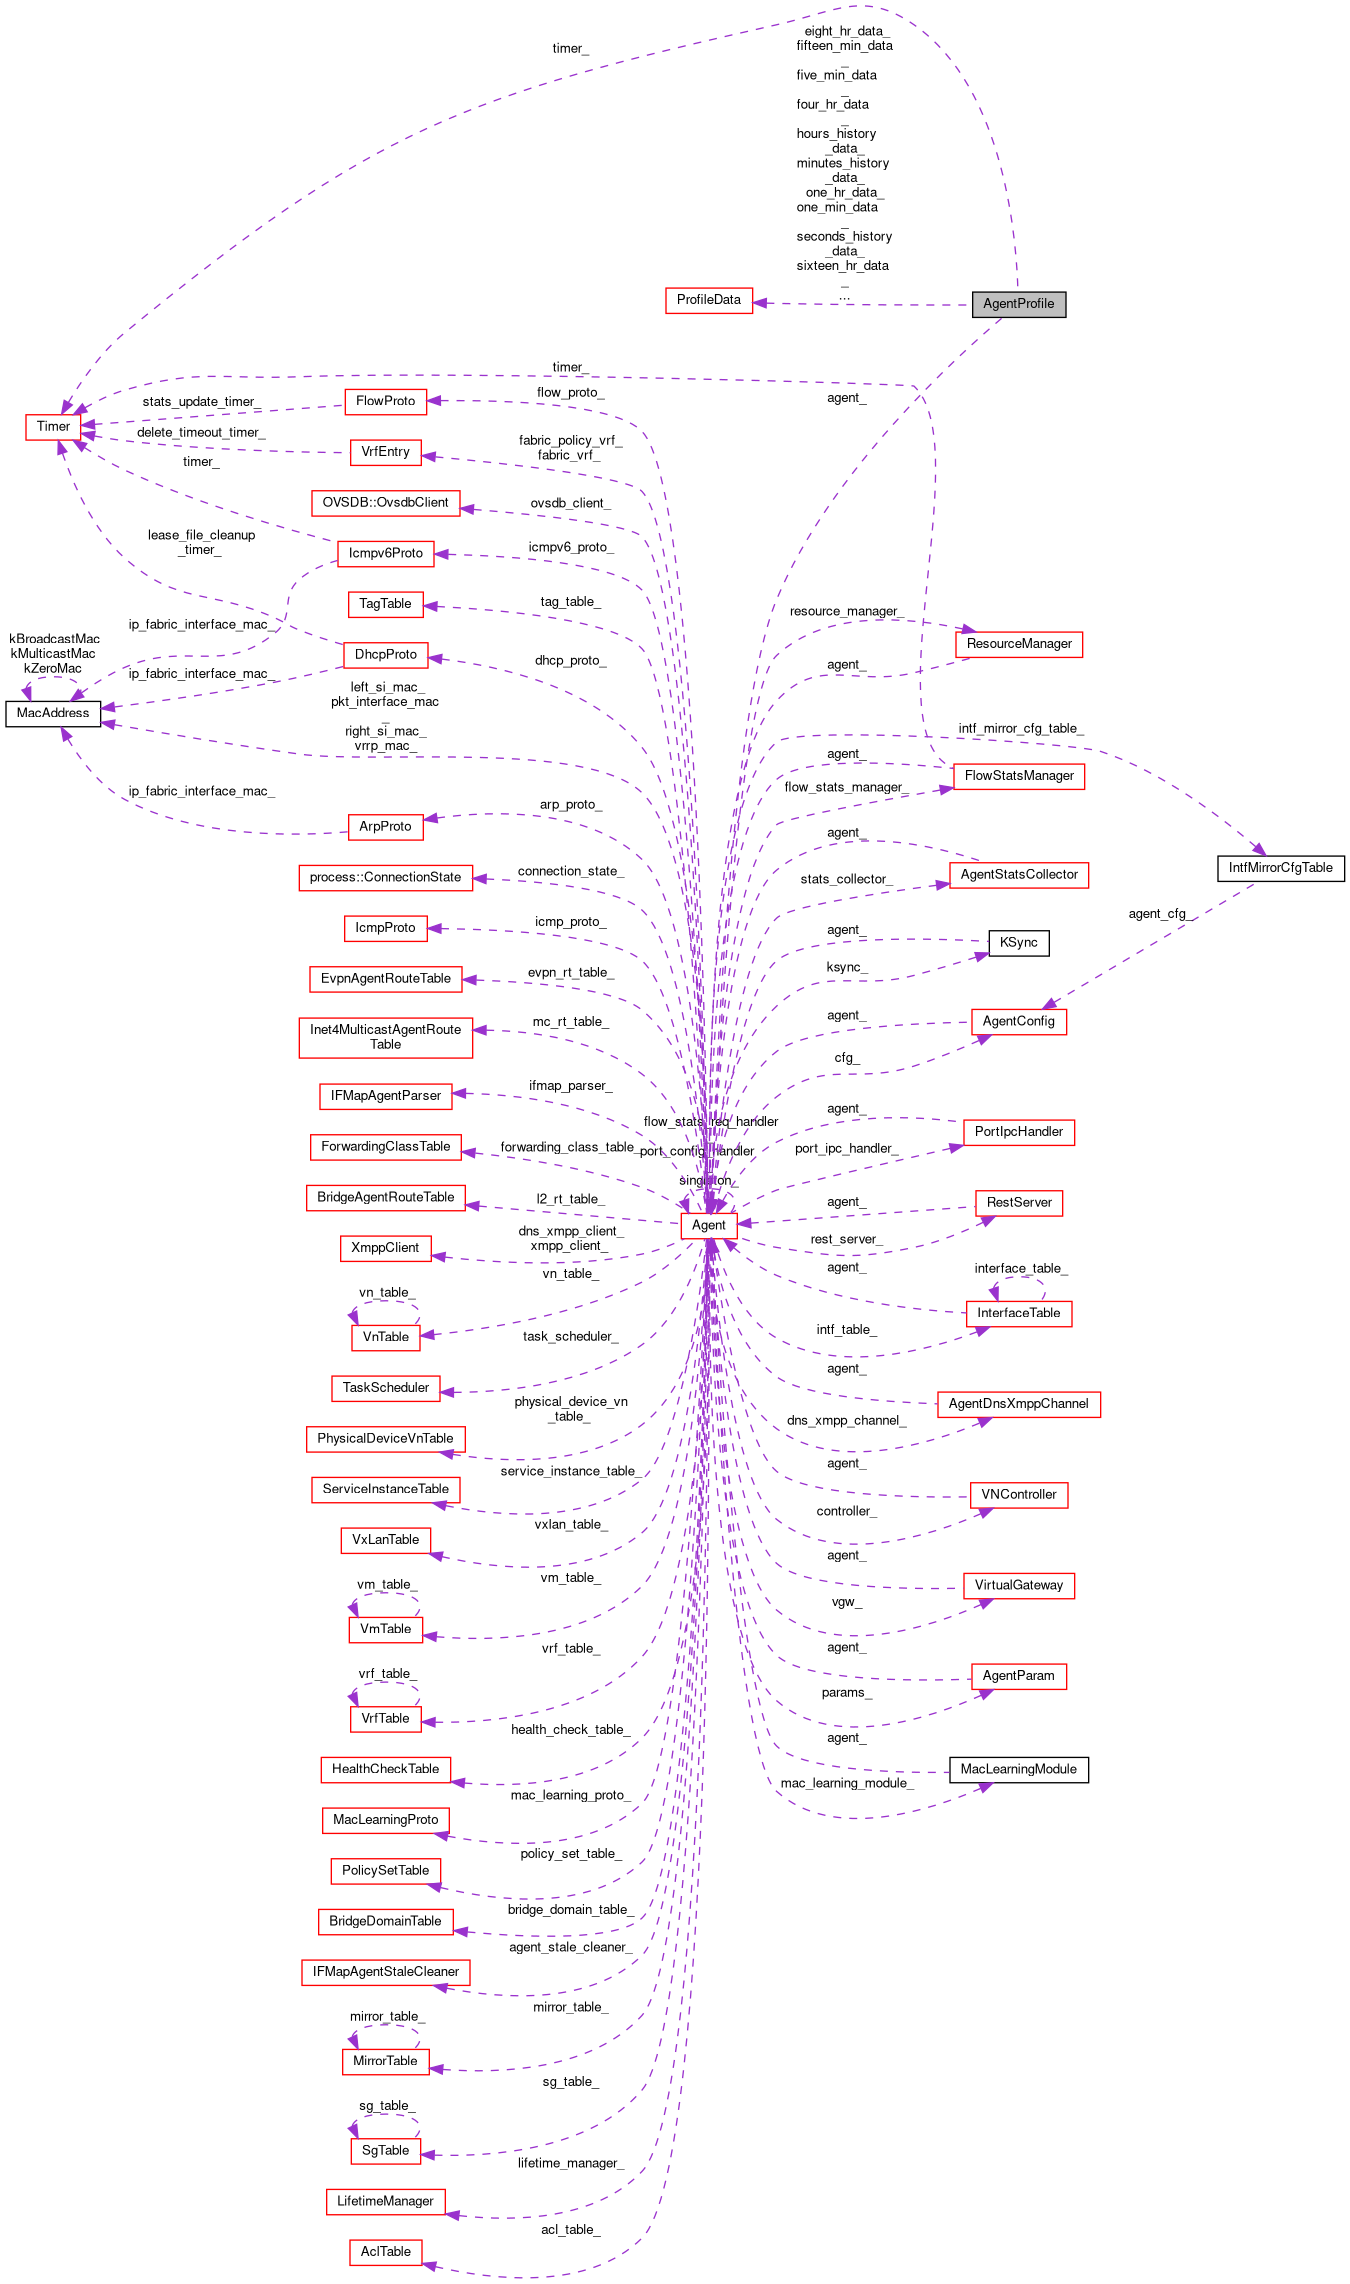 timer_
eight_hr_data_
fifteen_min_data
_
five_min_data
_
four_hr_data
_
hours_history
_data_
minutes_history
_data_
one_hr_data_
one_min_data
_
seconds_history
_data_
sixteen_hr_data
_
...
ProfileData
AgentProfile
timer_
agent_
flow_proto_
FlowProto
stats_update_timer_
Timer
delete_timeout_timer_
VrfEntry
fabric_policy_vrf_
fabric_vrf_
timer_
OVSDB::OvsdbClient
ovsdb_client_
lease_file_cleanup
_timer_
Icmpv6Proto
icmpv6_proto_
TagTable
tag_table_
ip_fabric_interface_mac_
resource_manager_
ResourceManager
kBroadcastMac
kMulticastMac
kZeroMac
DhcpProto
dhcp_proto_
agent_
ip_fabric_interface_mac_
left_si_mac_
pkt_interface_mac
_
right_si_mac_
vrrp_mac_
MacAddress
intf_mirror_cfg_table_
agent_
FlowStatsManager
flow_stats_manager_
ip_fabric_interface_mac_
arp_proto_
ArpProto
agent_
process::ConnectionState
connection_state_
stats_collector_
AgentStatsCollector
IntfMirrorCfgTable
agent_cfg_
IcmpProto
icmp_proto_
agent_
KSync
EvpnAgentRouteTable
evpn_rt_table_
ksync_
Inet4MulticastAgentRoute
Table
mc_rt_table_
agent_
AgentConfig
cfg_
IFMapAgentParser
ifmap_parser_
agent_
flow_stats_req_handler
_
port_config_handler
_
singleton_
PortIpcHandler
ForwardingClassTable
forwarding_class_table_
port_ipc_handler_
BridgeAgentRouteTable
l2_rt_table_
agent_
RestServer
Agent
XmppClient
dns_xmpp_client_
xmpp_client_
rest_server_
vn_table_
agent_
interface_table_
vn_table_
InterfaceTable
VnTable
task_scheduler_
intf_table_
TaskScheduler
agent_
AgentDnsXmppChannel
physical_device_vn
_table_
dns_xmpp_channel_
PhysicalDeviceVnTable
service_instance_table_
agent_
ServiceInstanceTable
VNController
vxlan_table_
controller_
VxLanTable
agent_
vm_table_
vm_table_
VirtualGateway
vgw_
VmTable
vrf_table_
agent_
vrf_table_
AgentParam
params_
VrfTable
health_check_table_
agent_
HealthCheckTable
MacLearningModule
mac_learning_proto_
mac_learning_module_
MacLearningProto
policy_set_table_
PolicySetTable
bridge_domain_table_
BridgeDomainTable
agent_stale_cleaner_
IFMapAgentStaleCleaner
mirror_table_
mirror_table_
MirrorTable
sg_table_
sg_table_
SgTable
lifetime_manager_
LifetimeManager
acl_table_
AclTable